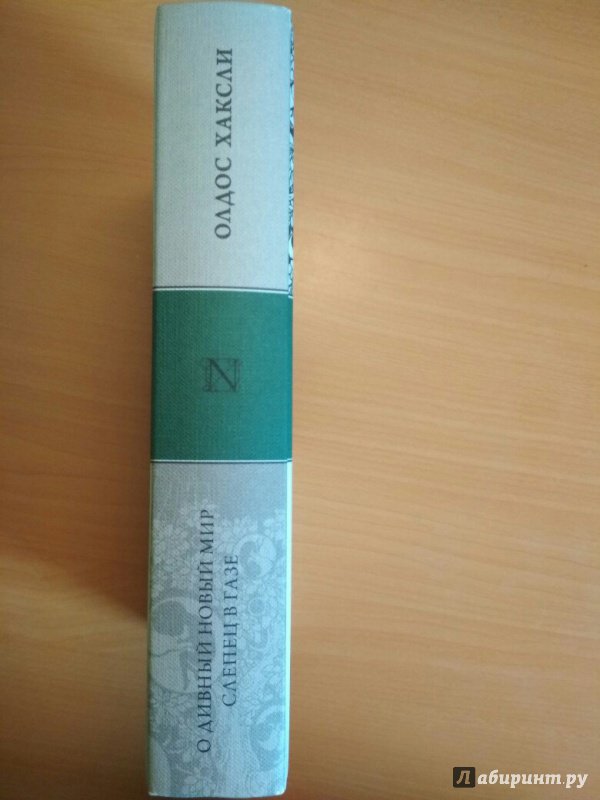 ОЛДОС ХАКСЛИ
N
О ДИВНЫЙ НОВЫЙ МИР
СЛЕПЕЦ В ГАЗЕ
Лабиринт.ру